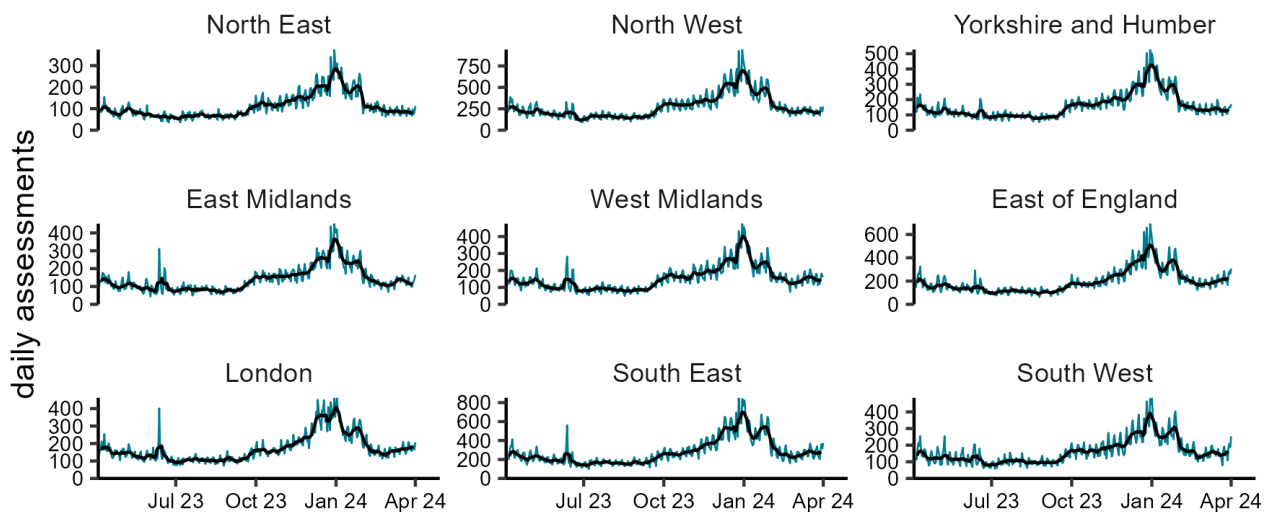 North East North West Yorkshire and Humber
300 750 500
200 500 400
100 250 300
0 0 200
100
0
East Midlands West Midlands East of England
400 400 600
300 300 400
200 200 200
100 100 0
0 0
London South East South West
400 800 400
300 600 300
200 400 200
100 200 100
0 0 0
Jul 23 Oct 23 Jan 24 Apr 24 Jul 23 Oct 23 Jan 24 Apr 24 Jul 23 Oct 23 Jan 24 Apr 24
daily assessments